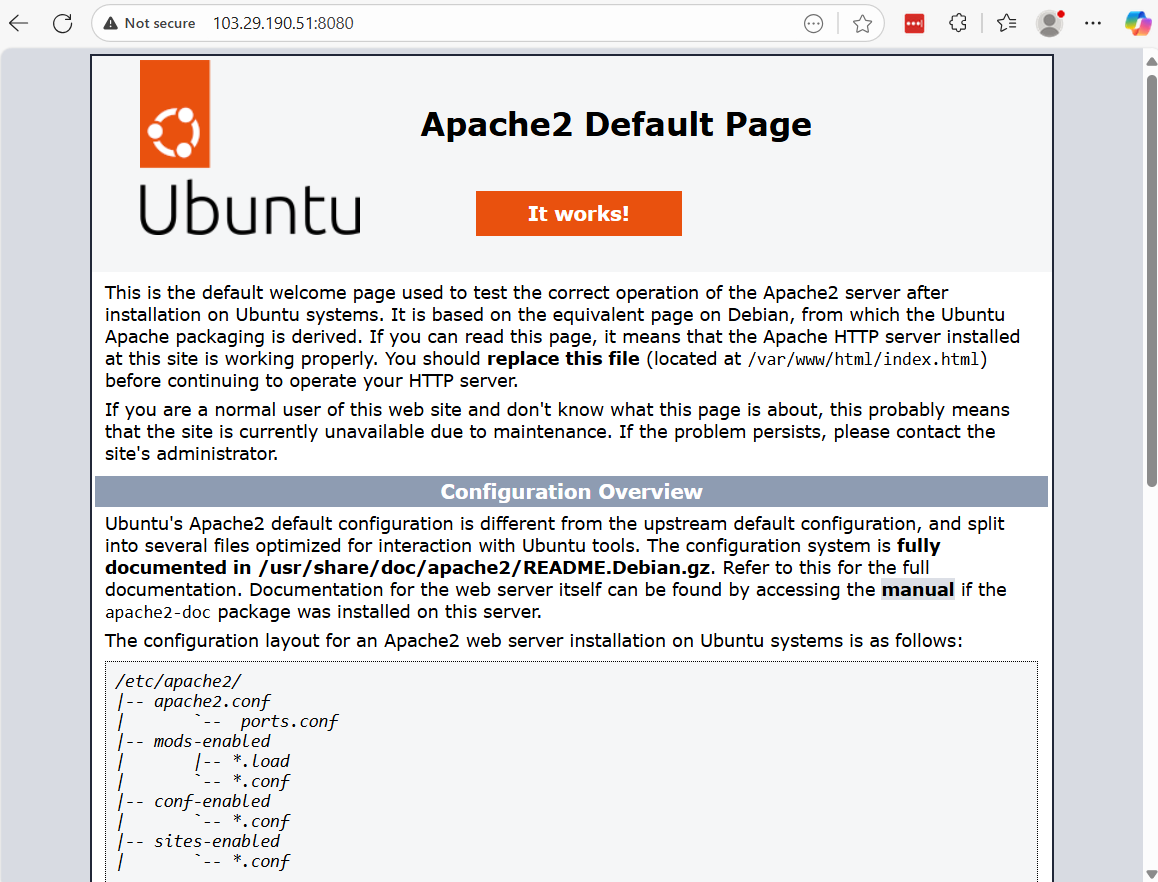 Not secure
103.29.190.51:8080
Ubuntu
Apache2 Default Page
It works!
This is the default welcome page used to test the correct operation of the Apache2 server after
installation on Ubuntu systems. It is based on the equivalent page on Debian, from which the Ubuntu
Apache packaging is derived. If you can read this page, it means that the Apache HTTP server installed
at this site is working properly. You should replace this file (located at /var/www/html/index.html)
before continuing to operate your HTTP server.
If you are a normal user of this web site and don't know what this page is about, this probably means
that the site is currently unavailable due to maintenance. If the problem persists, please contact the
site's administrator.
Configuration Overview
Ubuntu's Apache2 default configuration is different from the upstream default configuration, and split
into several files optimized for interaction with Ubuntu tools. The configuration system is fully
documented in /usr/share/doc/apache2/README.Debian.gz. Refer to this for the full
documentation. Documentation for the web server itself can be found by accessing the manual if the
apache2-doc package was installed on this server.
The configuration layout for an Apache2 web server installation on Ubuntu systems is as follows:
/etc/apache2/
|-- apache2.conf
|       `--  ports.conf
|-- mods-enabled
|       |-- *.load
|       `-- *.conf
|-- conf-enabled
|       `-- *.conf
|-- sites-enabled
|       `-- *.conf